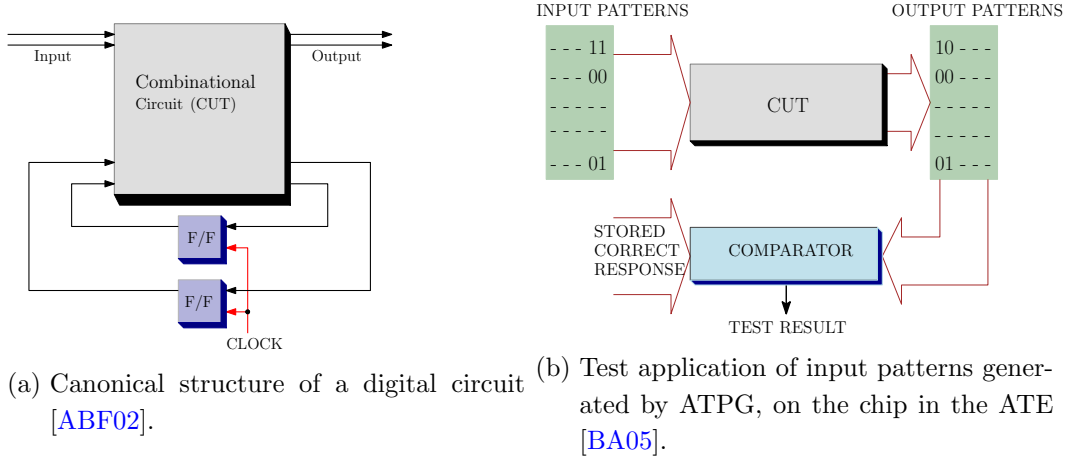 Input
Output
Combinational
Circuit (CUT)
F/F
F/F
CLOCK
(a) Canonical structure of a digital circuit
[ABF02].
INPUT PATTERNS
OUTPUT PATTERNS
- - - 11
- - - 00
- - - - -
- - - - -
- - - 01
CUT
10 - - -
00 - - -
- - - - -
- - - - -
01 - - -
STORED
CORRECT
RESPONSE
COMPARATOR
TEST RESULT
(b) Test application of input patterns gener-
ated by ATPG, on the chip in the ATE
[BA05].